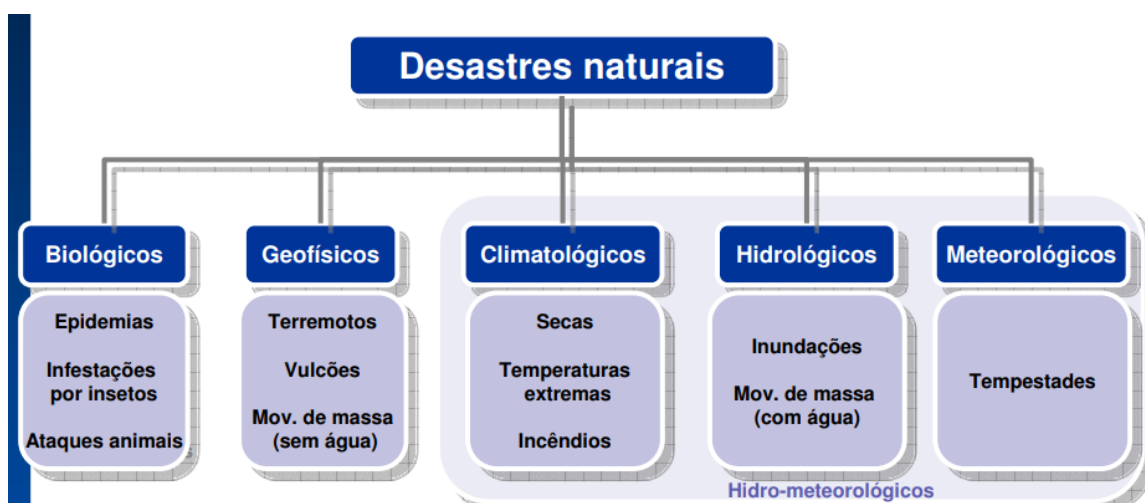 Desastres naturais
Biológicos
Epidemias
Infestações
por insetos
Ataques animais
Geofísicos
Terremotos
Vulcões
Mov. de massa
(sem água)
Climatológicos
Secas
Temperaturas
extremas
Incêndios
Hidrológicos
Inundações
Mov. de massa
(com água)
Meteorológicos
Tempestades
Hidro-meteorológicos